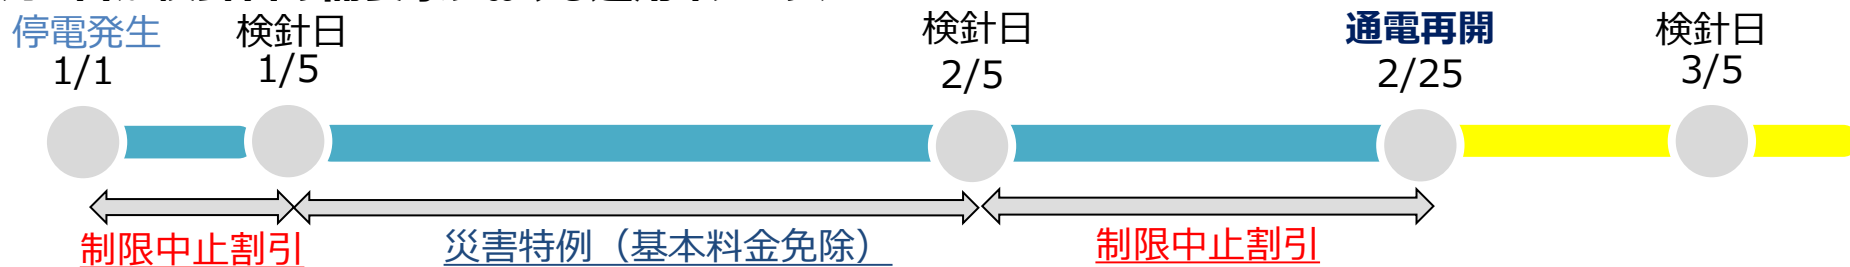 停電発生 検針日 検針日 通電再開 検針日
1/1 1/5 2/5 2/25 3/5
制限中止割引 災害特例（基本料金免除） 制限中止割引